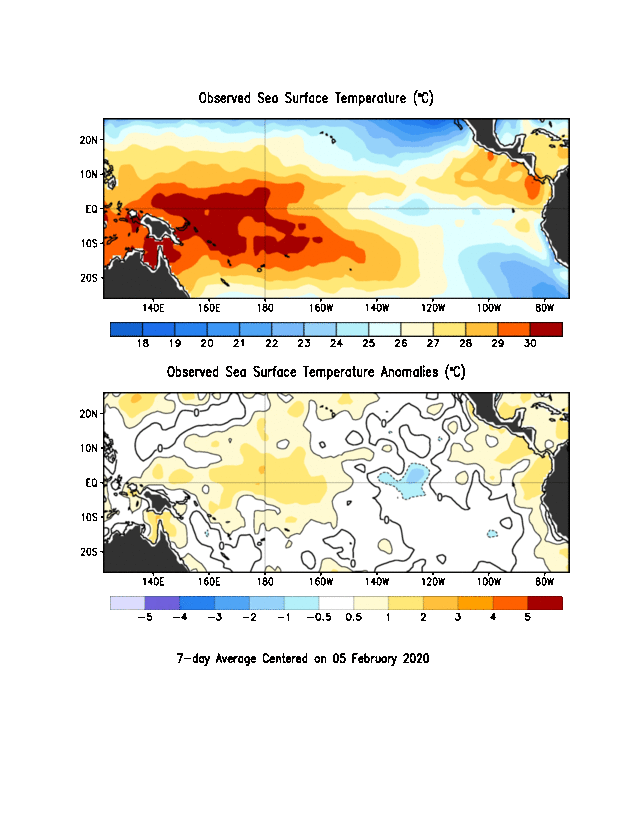 Observed Sea Surface Temperature (°C)
20N
10N
EQ
10S
20S
140E 160E 180 160W 140W 120W 100W 80W
18 19 20 21 22 23 24 25 26 27 28 29 30
Observed Sea Surface Temperature Anomalies (°C)
20N
10N
EQ
10S
20S
140E 160E 180 160W 140W 120W 100W 80W
-5 -4 -3 -2 -1 -0.5 0.5 1 2 3 4 5
7-day Average Centered on 05 February 2020